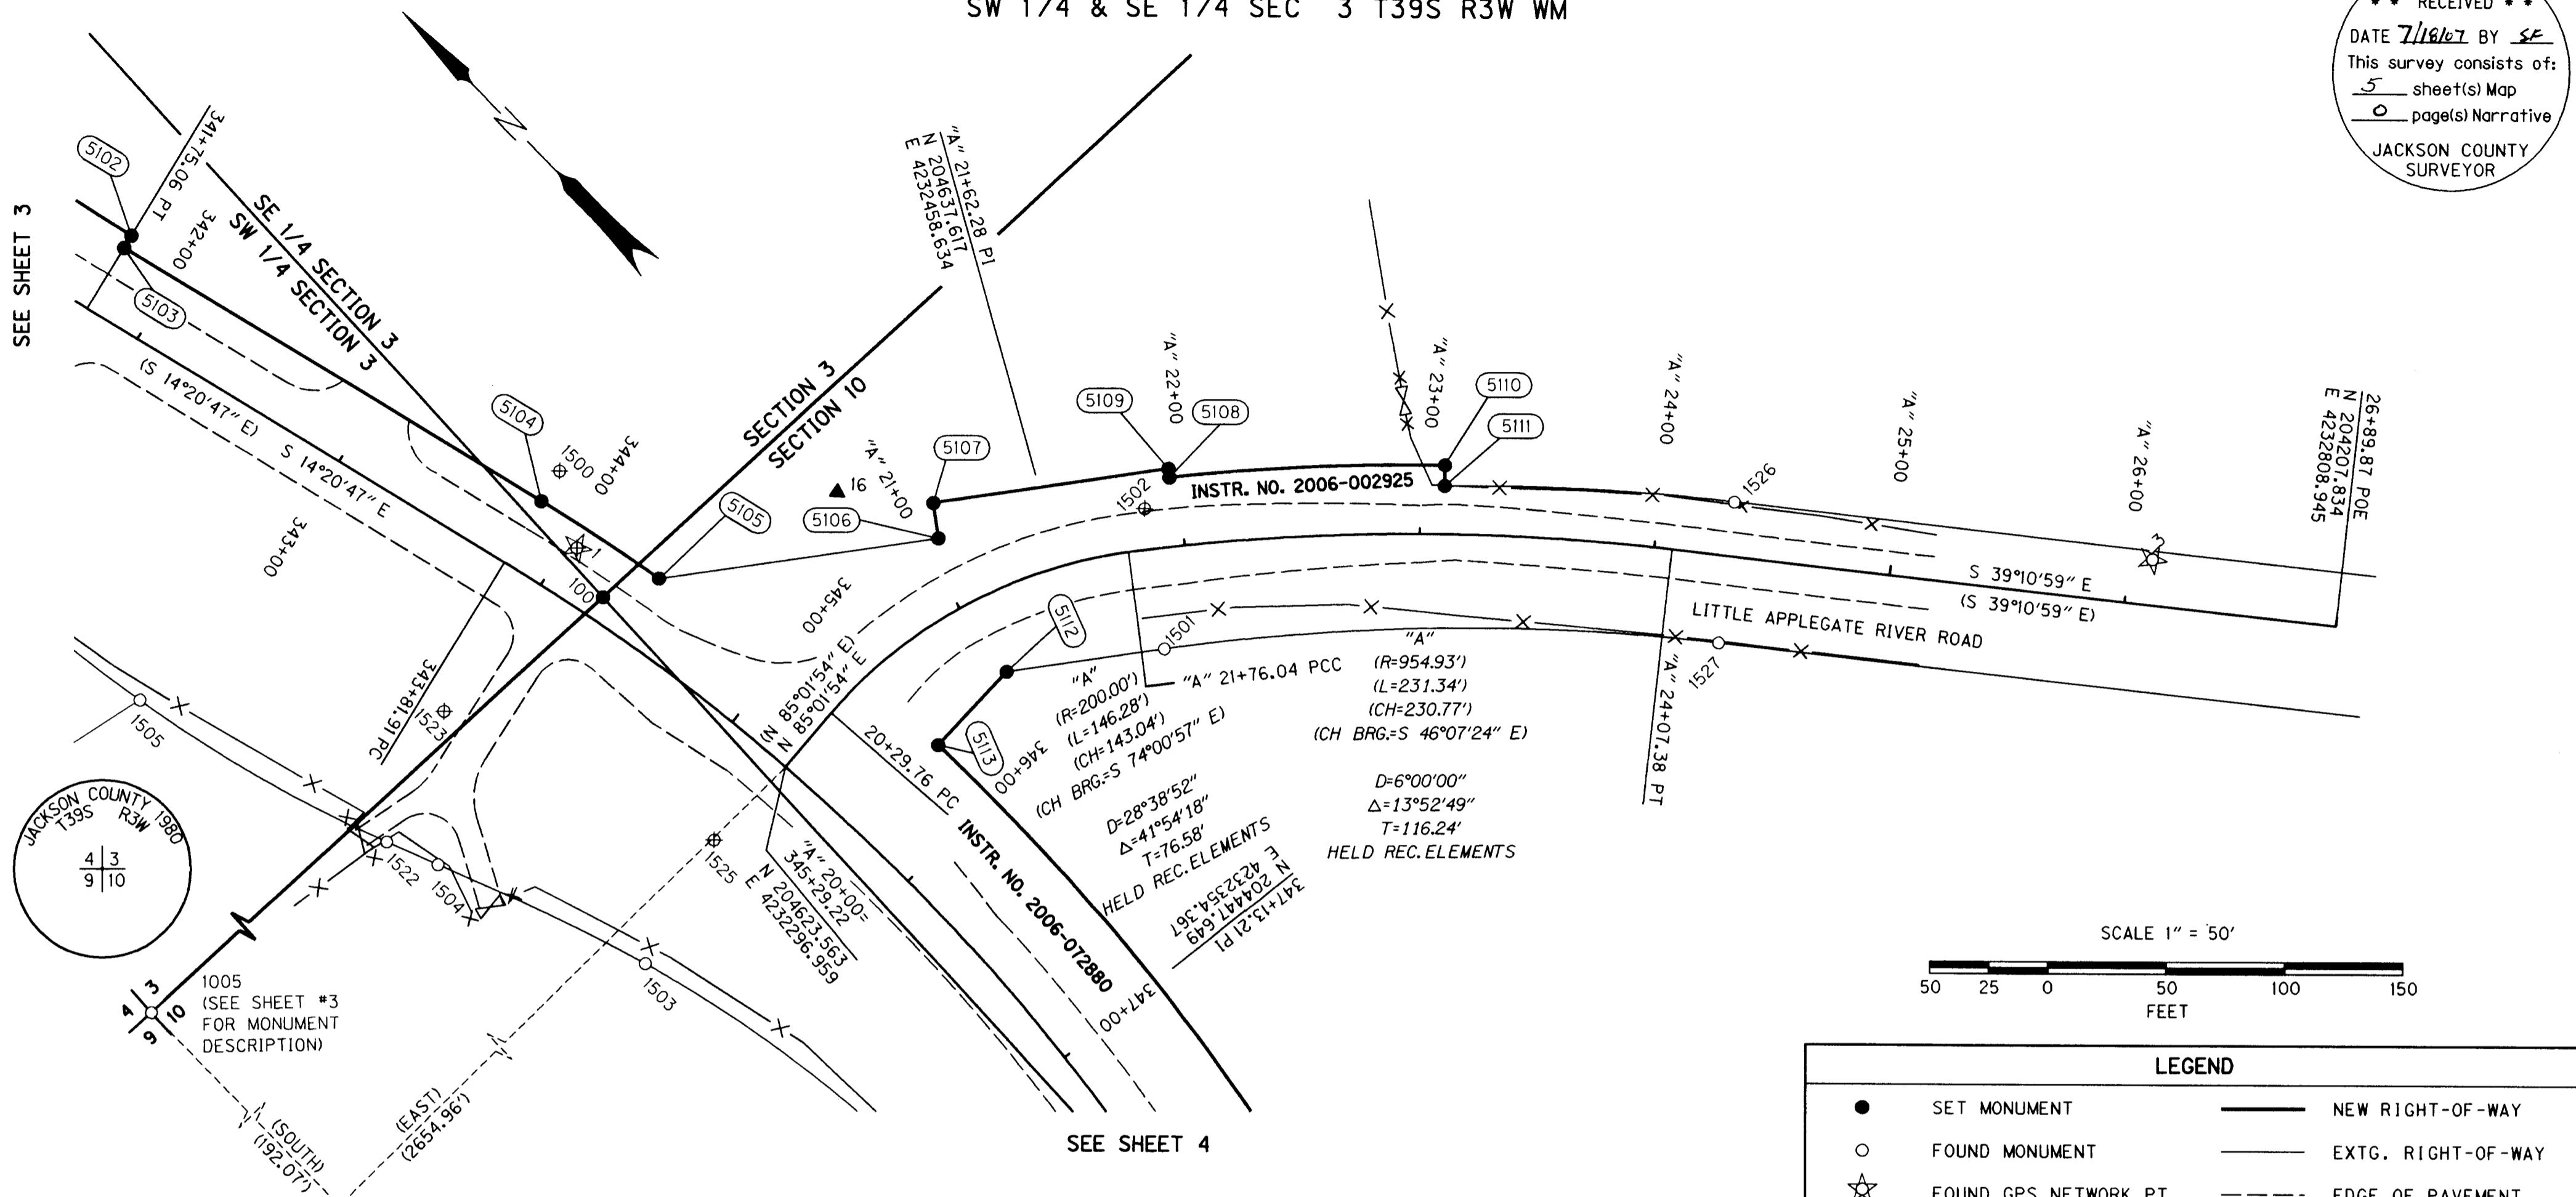 SW 1/4 & SE 1/4 SEC 3 T39S R3W WM
* * RECEIVED * *
DATE 7/18/07 BY SF
This survey consists of:
5 sheet(s) Map
0 page(s) Narrative
JACKSON COUNTY
SURVEYOR
SEE SHEET 3
5102
341+75.06 PT
342+00
5103
SE 1/4 SECTION 3
SW 1/4 SECTION 3
N
(S 14°20'47" E)
S 14°20'47" E
343+00
5104
1500
344+00
1
100
5105
SECTION 3
SECTION 10
16
"A" 21+00
5106
5107
"A" 21+62.28 PI
N 204637.617
E 4232458.634
5109
"A" 22+00
5108
1502
INSTR. NO. 2006-002925
"A" 23+00
5110
5111
"A" 24+00
1526
"A" 25+00
"A" 26+00
3
26+89.87 POE
N 204207.834
E 4232808.945
S 39°10'59" E
(S 39°10'59" E)
LITTLE APPLEGATE RIVER ROAD
343+81.91 PC
1523
345+00
(N 85°01'54" E)
N 85°01'54" E
5112
1501
"A" 21+76.04 PCC
5113
346+00
20+29.76 PC
"A"
(R=200.00')
(L=146.28')
(CH=143.04')
(CH BRG.=S 74°00'57" E)
D=28°38'52"
△=41°54'18"
T=76.58'
HELD REC. ELEMENTS
"A"
(R=954.93')
(L=231.34')
(CH=230.77')
(CH BRG.=S 46°07'24" E)
D=6°00'00"
△=13°52'49"
T=116.24'
HELD REC. ELEMENTS
"A" 24+07.38 PT
1527
347+13.21 PI
N 204447.649
E 4232354.367
INSTR. NO. 2006-072880
347+00
"A" 20+00=
345+29.22
N 204623.563
E 4232296.959
1525
1505
1522
1504
1503
JACKSON COUNTY 1980
T39S R3W
4 3
9 10
3
4 10
9
1005
(SEE SHEET #3
FOR MONUMENT
DESCRIPTION)
(SOUTH)
(192.07')
(EAST)
(2654.96')
SEE SHEET 4
SCALE 1" = 50'
50 25 0 50 100 150
FEET
LEGEND
SET MONUMENT NEW RIGHT-OF-WAY
FOUND MONUMENT EXTG. RIGHT-OF-WAY
FOUND GPS NETWORK PT EDGE OF PAVEMENT